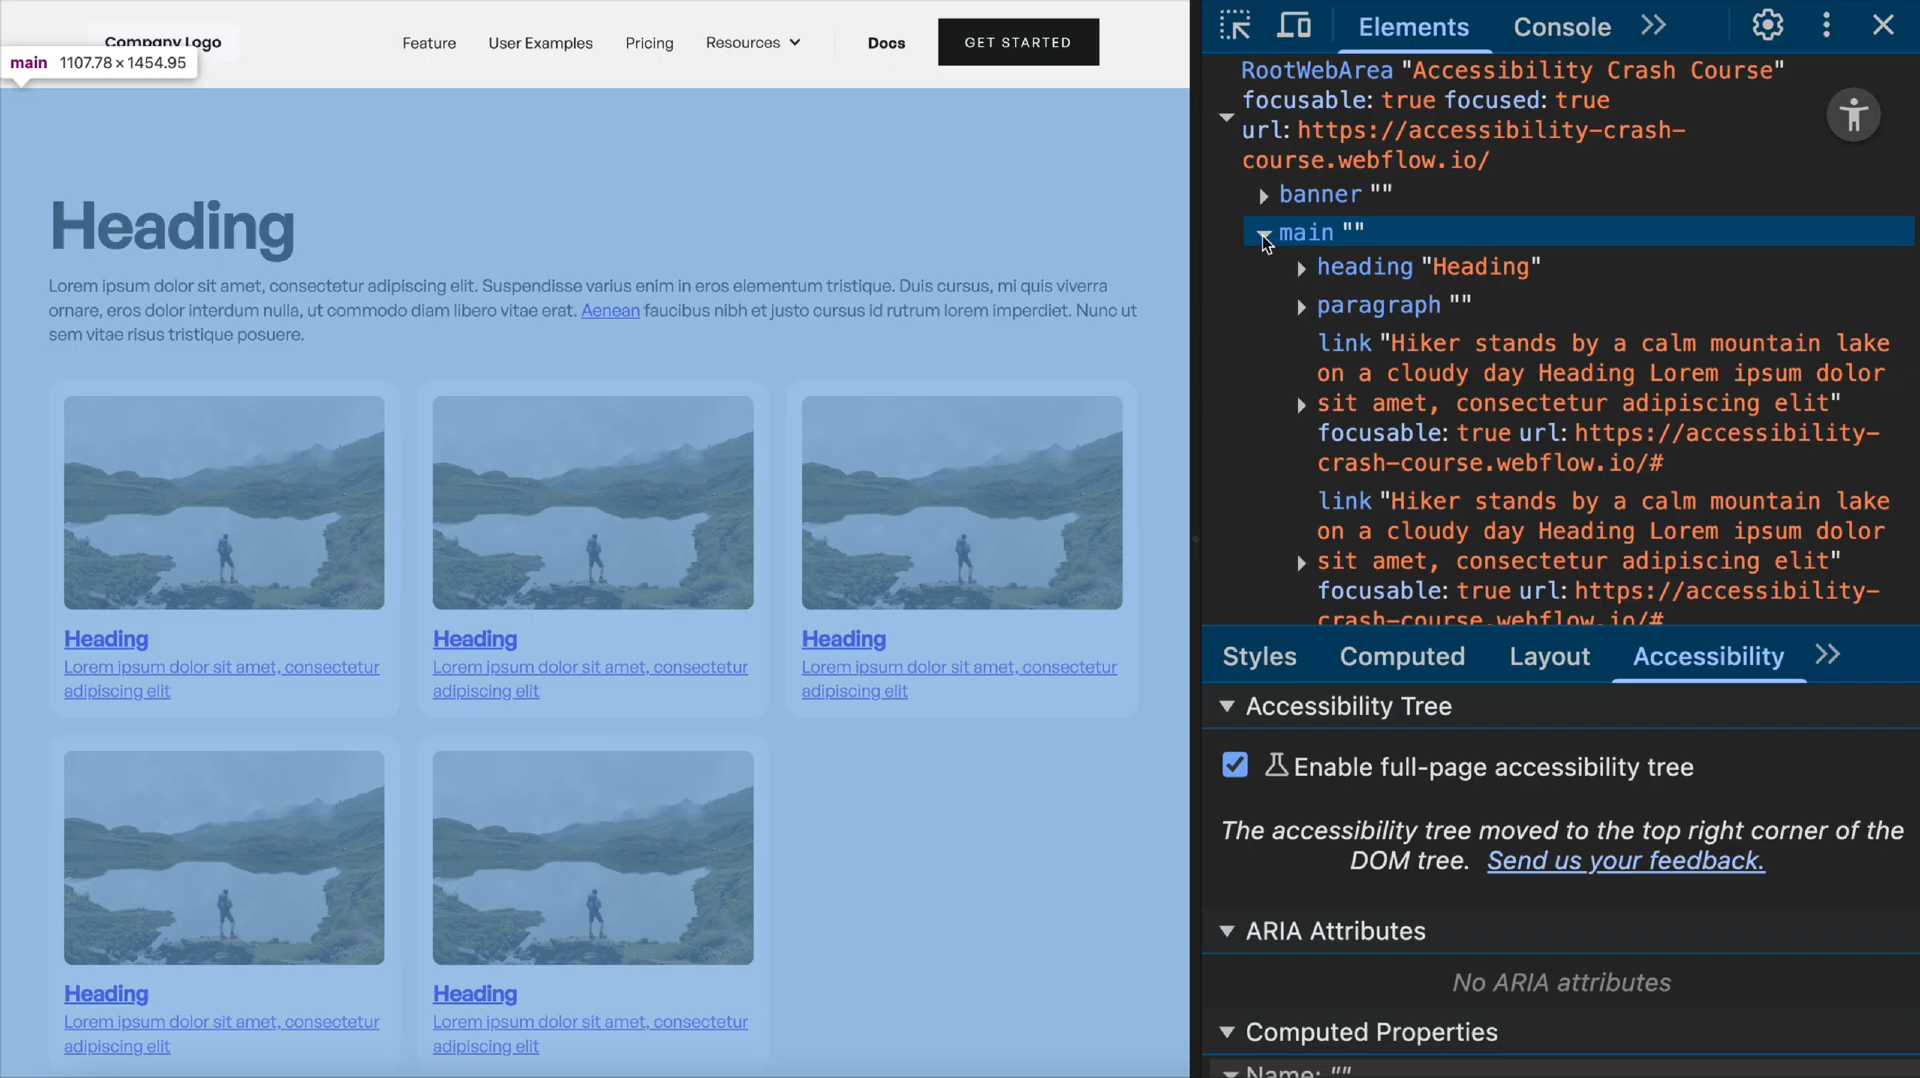 Company Logo
Feature
User Examples
Pricing
Resources
Docs
GET STARTED
main 1107.78 × 1454.95
Heading
Lorem ipsum dolor sit amet, consectetur adipiscing elit. Suspendisse varius enim in eros elementum tristique. Duis cursus, mi quis viverra
ornare, eros dolor interdum nulla, ut commodo diam libero vitae erat. Aenean faucibus nibh et justo cursus id rutrum lorem imperdiet. Nunc ut
sem vitae risus tristique posuere.
Heading
Lorem ipsum dolor sit amet, consectetur
adipiscing elit
Heading
Lorem ipsum dolor sit amet, consectetur
adipiscing elit
Heading
Lorem ipsum dolor sit amet, consectetur
adipiscing elit
Heading
Lorem ipsum dolor sit amet, consectetur
adipiscing elit
Heading
Lorem ipsum dolor sit amet, consectetur
adipiscing elit
Elements
Console
RootWebArea "Accessibility Crash Course"
focusable: true focused: true
url: https://accessibility-crash-
course.webflow.io/
banner ""
main ""
heading "Heading"
paragraph ""
link "Hiker stands by a calm mountain lake
on a cloudy day Heading Lorem ipsum dolor
sit amet, consectetur adipiscing elit"
focusable: true url: https://accessibility-
crash-course.webflow.io/#
link "Hiker stands by a calm mountain lake
on a cloudy day Heading Lorem ipsum dolor
sit amet, consectetur adipiscing elit"
focusable: true url: https://accessibility-
crash-course.webflow.io/#
Styles
Computed
Layout
Accessibility
Accessibility Tree
Enable full-page accessibility tree
The accessibility tree moved to the top right corner of the
DOM tree. Send us your feedback.
ARIA Attributes
No ARIA attributes
Computed Properties
Name: ""